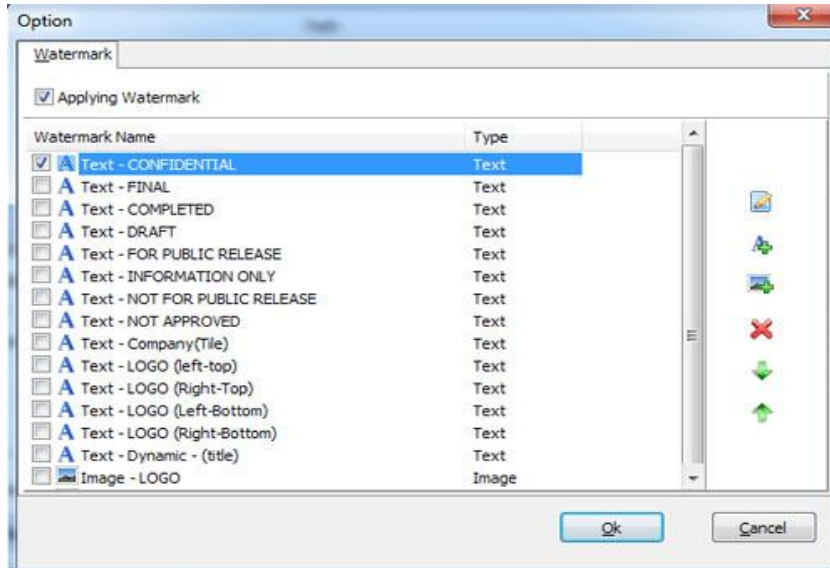 Option
Watermark
Applying Watermark
Watermark Name Type
Text - CONFIDENTIAL Text
Text - FINAL Text
Text - COMPLETED Text
Text - DRAFT Text
Text - FOR PUBLIC RELEASE Text
Text - INFORMATION ONLY Text
Text - NOT FOR PUBLIC RELEASE Text
Text - NOT APPROVED Text
Text - Company(Tile) Text
Text - LOGO (left-top) Text
Text - LOGO (Right-Top) Text
Text - LOGO (Left-Bottom) Text
Text - LOGO (Right-Bottom) Text
Text - Dynamic - (title) Text
Image - LOGO Image
Ok Cancel